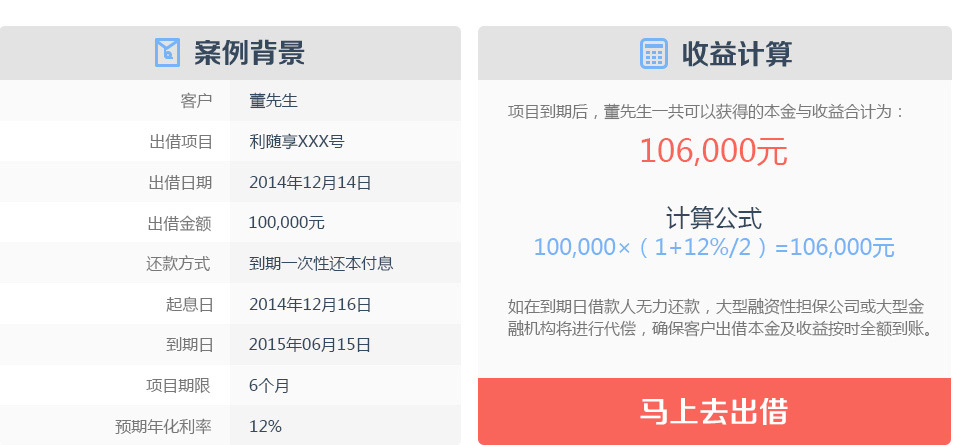 案例背景
客户 董先生
出借项目 利随享XXX号
出借日期 2014年12月14日
出借金额 100,000元
还款方式 到期一次性还本付息
起息日 2014年12月16日
到期日 2015年06月15日
项目期限 6个月
预期年化利率 12%
收益计算
项目到期后，董先生一共可以获得的本金与收益合计为：
106,000元
计算公式
100,000×（1+12%/2）=106,000元
如在到期日借款人无力还款，大型融资性担保公司或大型金
融机构将进行代偿，确保客户出借本金及收益按时全额到账。
马上去出借